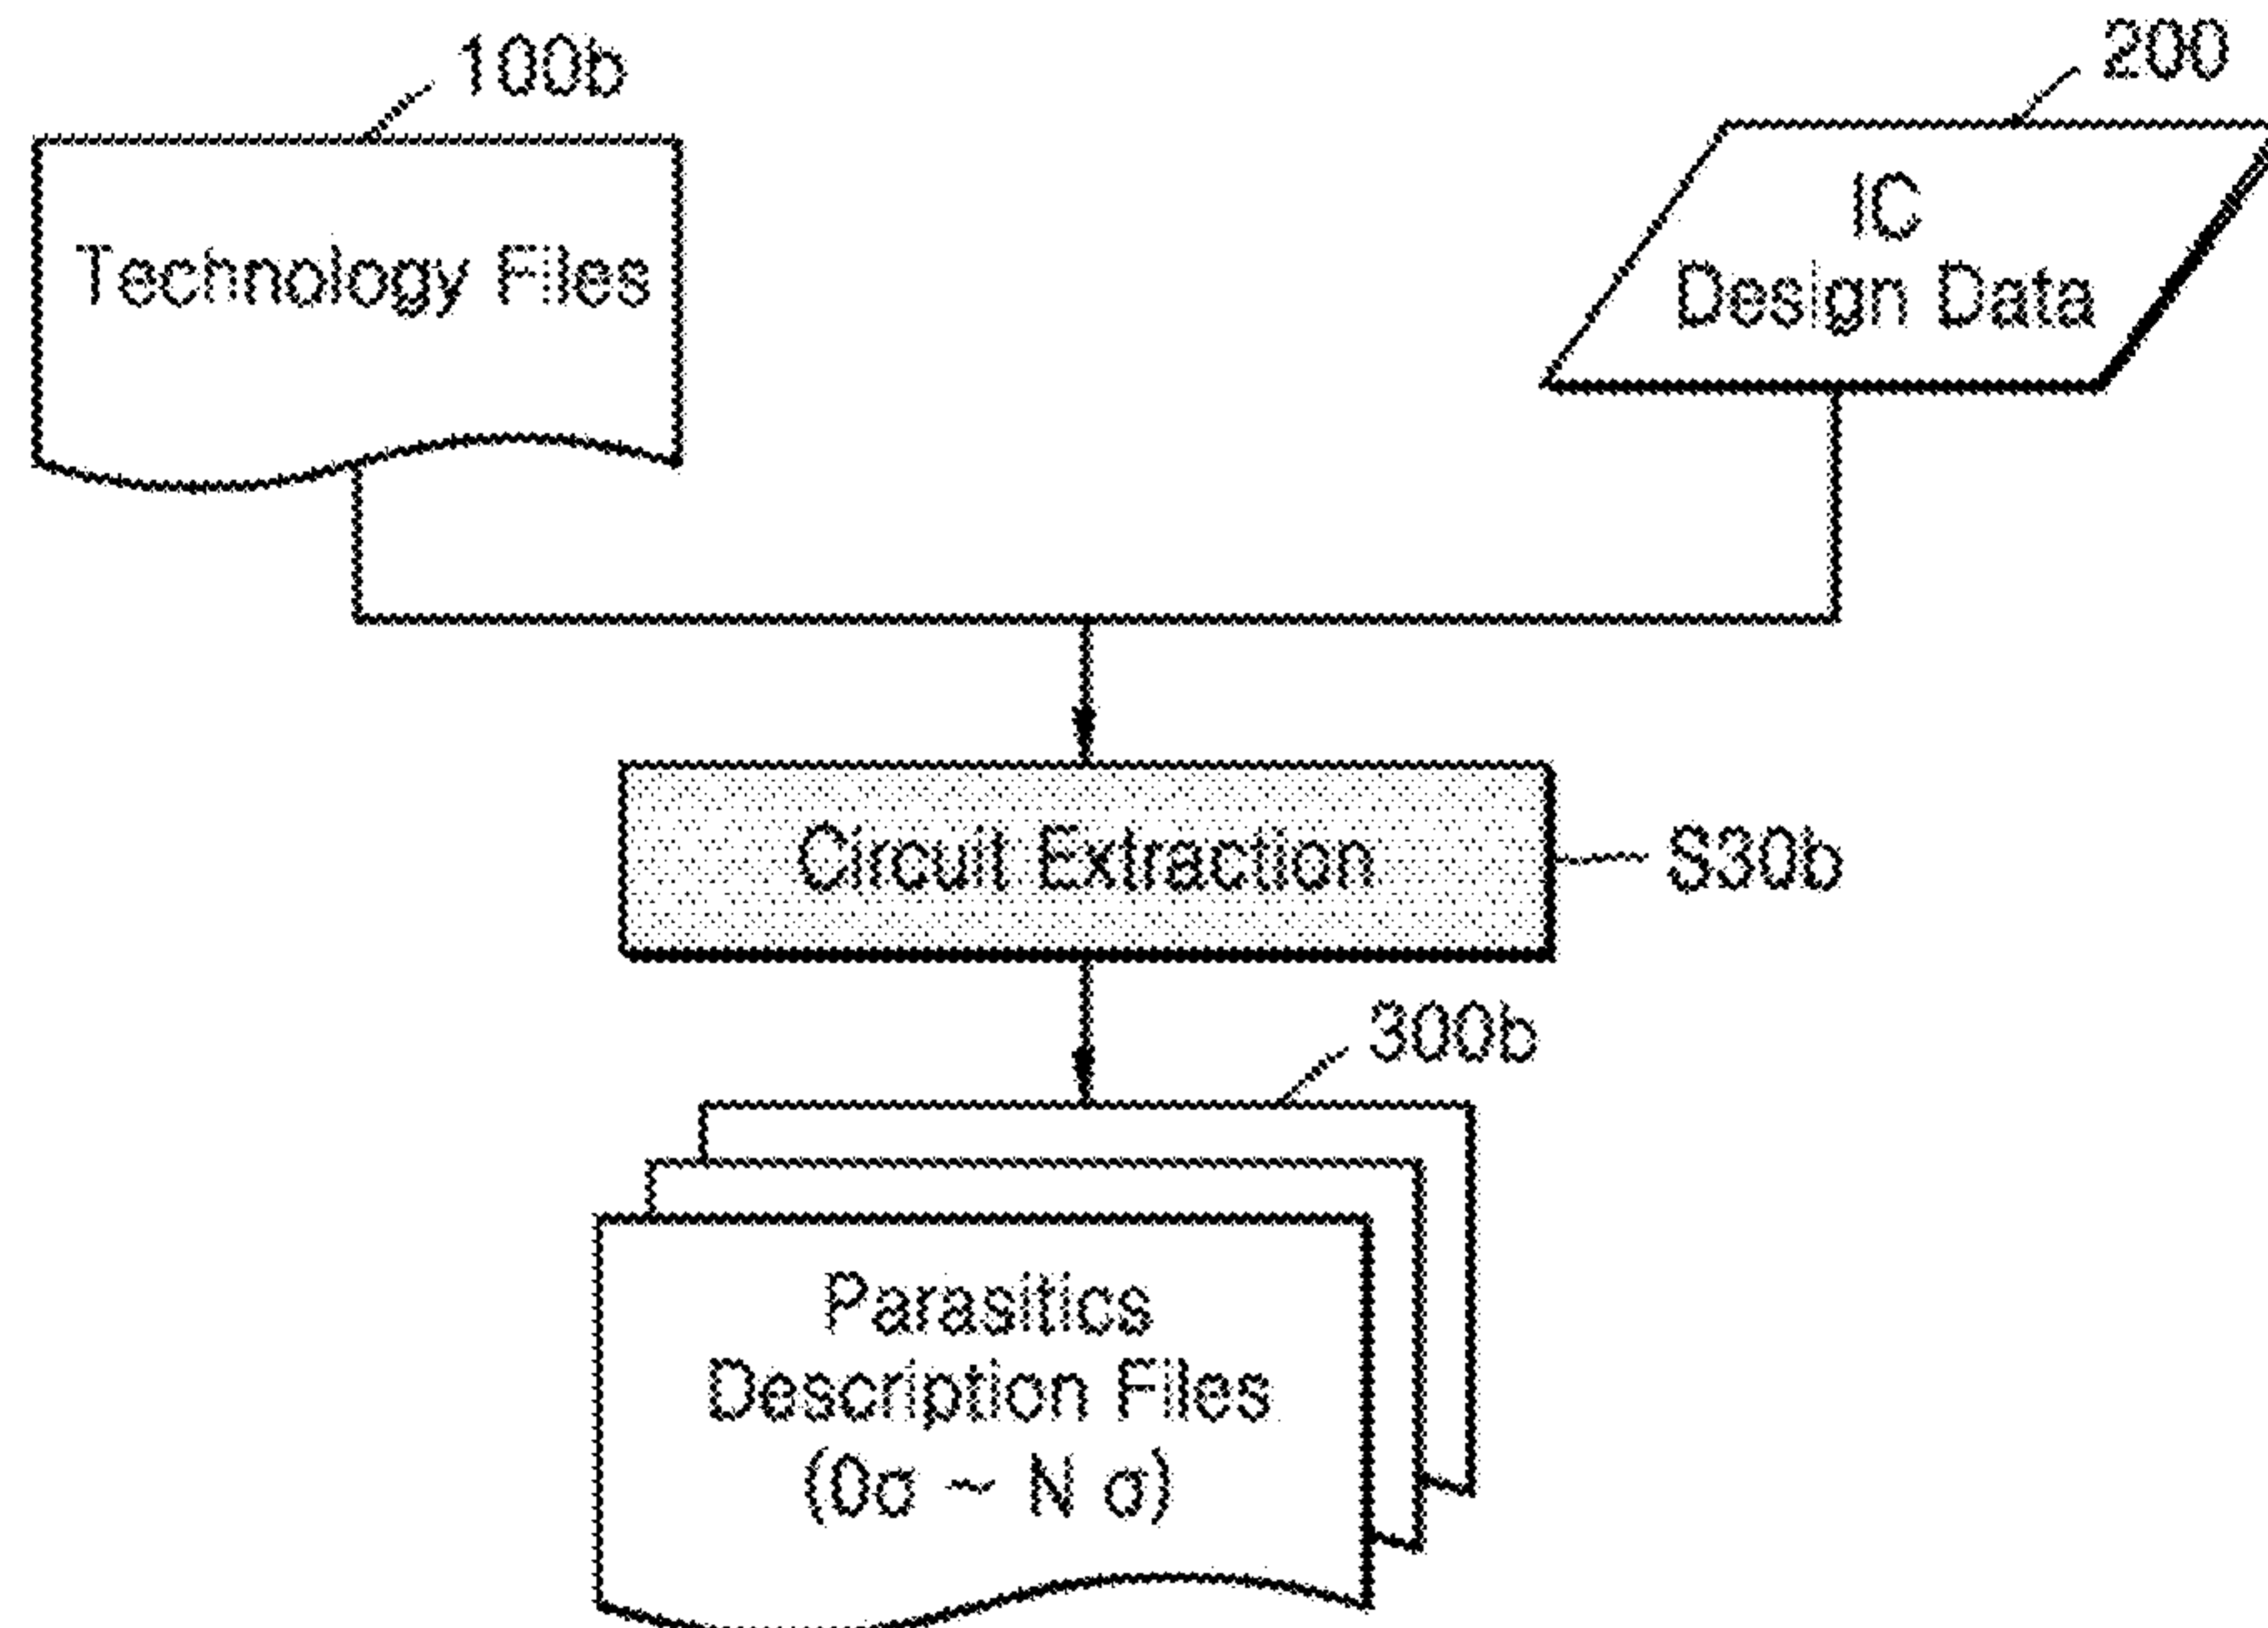 100b
200
Technology Files
IC
Design Data
Circuit Extraction
S30b
300b
Parasitics
Description Files
(0σ ~ N σ)